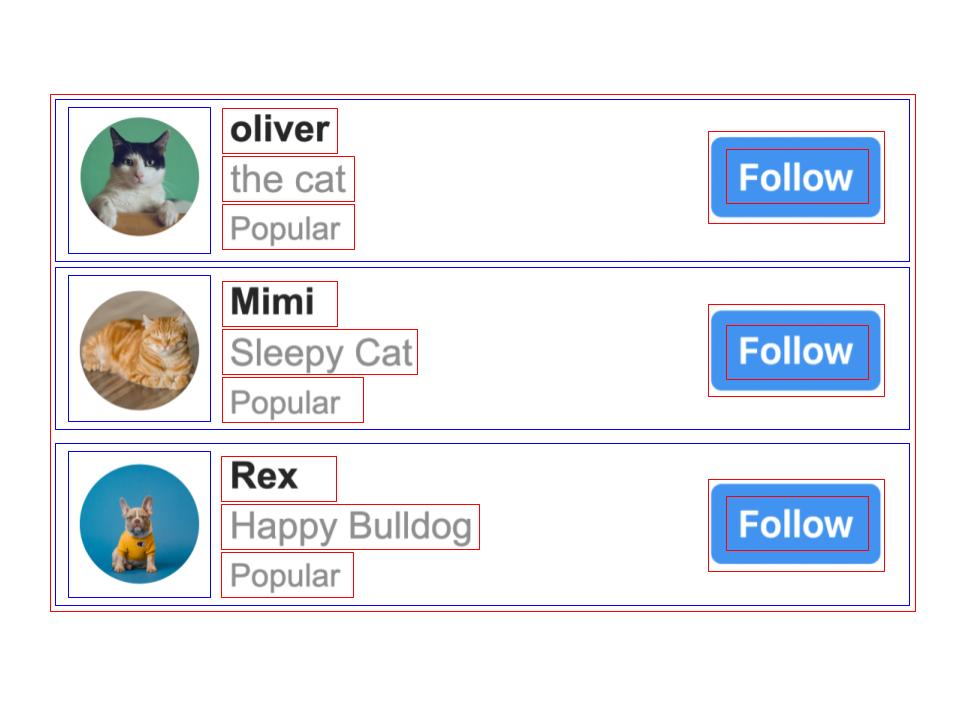 oliver
the cat
Popular
Follow
Mimi
Sleepy Cat
Popular
Follow
Rex
Happy Bulldog
Popular
Follow